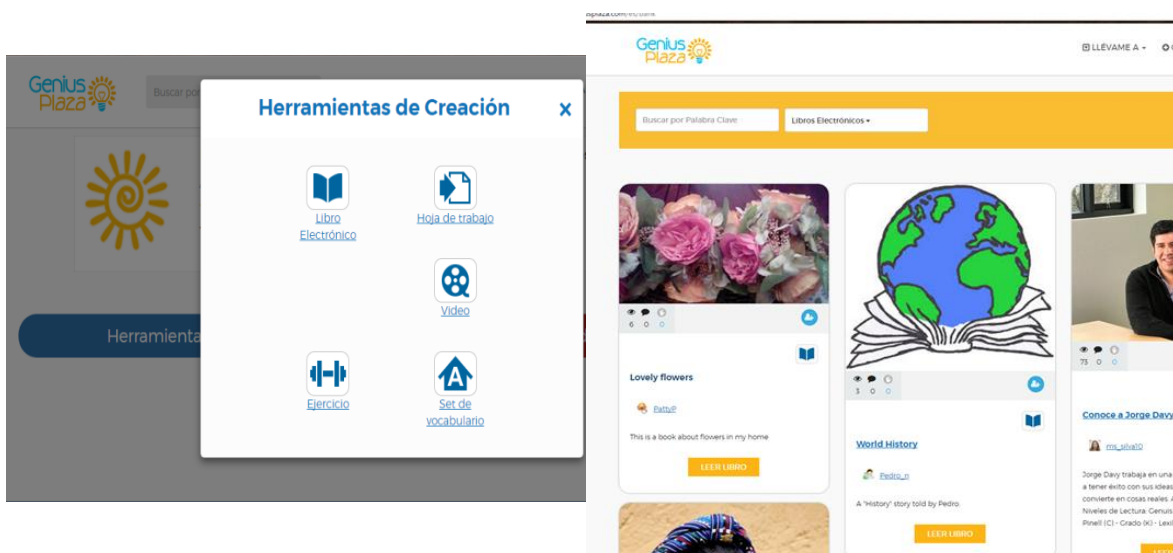 Genius
Plaza
Buscar por
Herramientas de Creación
x
Libro
Electrónico
Hoja de trabajo
Video
Ejercicio
Set de
vocabulario
Herramienta
Genius
Plaza
LLÉVAME A
Buscar por Palabra Clave
Libros Electrónicos
6 0 0
Lovely flowers
PattyP
This is a book about flowers in my home
LEER LIBRO
3 0 0
World History
Pedro_n
A "History" story told by Pedro.
LEER LIBRO
73 0 0
Conoce a Jorge Davy
ms_silva10
Jorge Davy trabaja en una
a tener éxito con sus ideas
convierte en cosas reales. A
Niveles de Lectura: Genuis
Pinell (C) - Grado (K) - Lexil